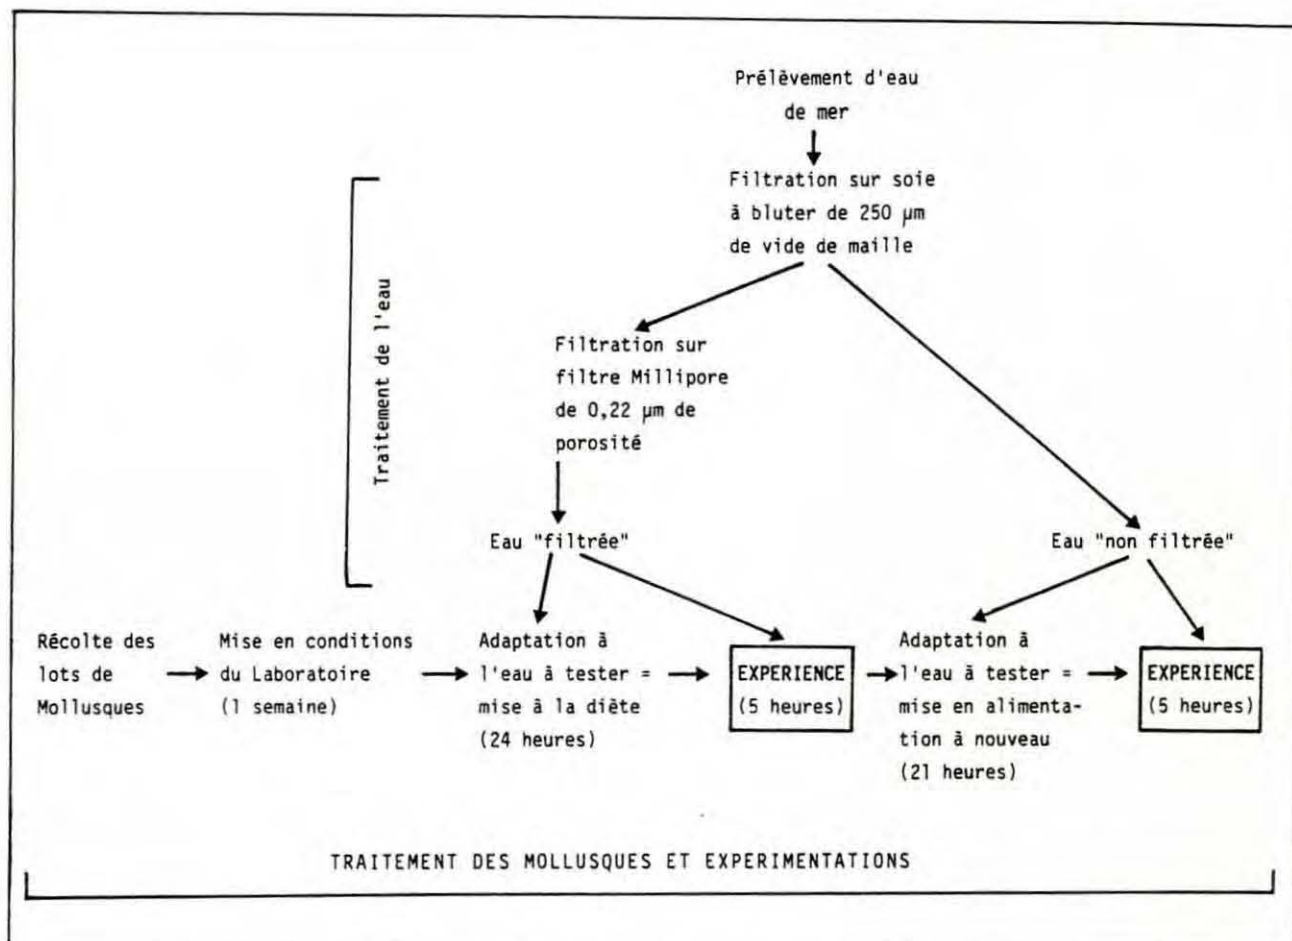 Prélèvement d'eau
de mer
Filtration sur soie
à bluter de 250 µm
de vide de maille
Traitement de l'eau
Filtration sur
filtre Millipore
de 0,22 µm de
porosité
Eau "filtrée"
Eau "non filtrée"
Récolte des
lots de
Mollusques
Mise en conditions
du Laboratoire
(1 semaine)
Adaptation à
l'eau à tester =
mise à la diète
(24 heures)
EXPERIENCE
(5 heures)
Adaptation à
l'eau à tester =
mise en alimenta-
tion à nouveau
(21 heures)
EXPERIENCE
(5 heures)
TRAITEMENT DES MOLLUSQUES ET EXPERIMENTATIONS